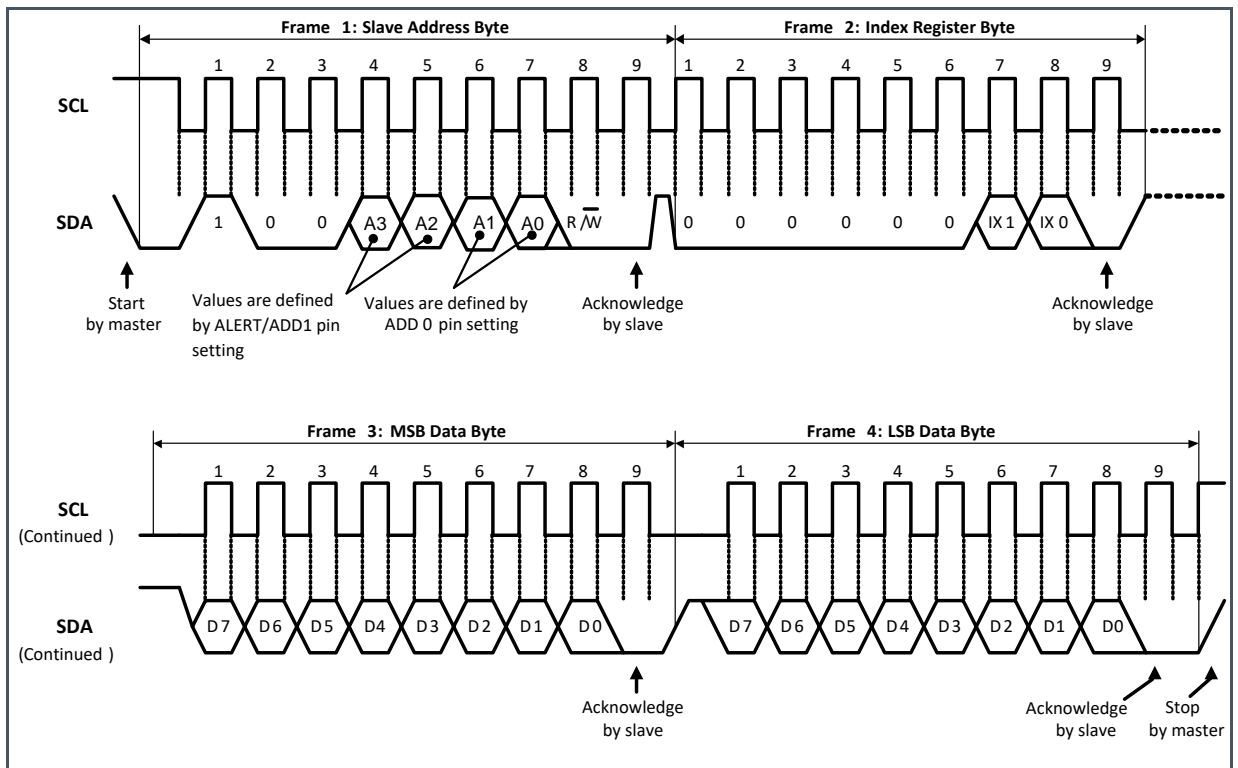 Frame 1: Slave Address Byte Frame 2: Index Register Byte
1 2 3 4 5 6 7 8 9 1 2 3 4 5 6 7 8 9
SCL
SDA 1 0 0 A3 A2 A1 A0 R/W 0 0 0 0 0 0 IX 1 IX 0
Start
by master
Values are defined
by ALERT/ADD1 pin
setting
Values are defined by
ADD 0 pin setting
Acknowledge
by slave
Acknowledge
by slave
Frame 3: MSB Data Byte Frame 4: LSB Data Byte
1 2 3 4 5 6 7 8 9 1 2 3 4 5 6 7 8 9
SCL
(Continued )
SDA D7 D6 D5 D4 D3 D2 D1 D0 D7 D6 D5 D4 D3 D2 D1 D0
(Continued )
Acknowledge
by slave
Acknowledge
by slave
Stop
by master